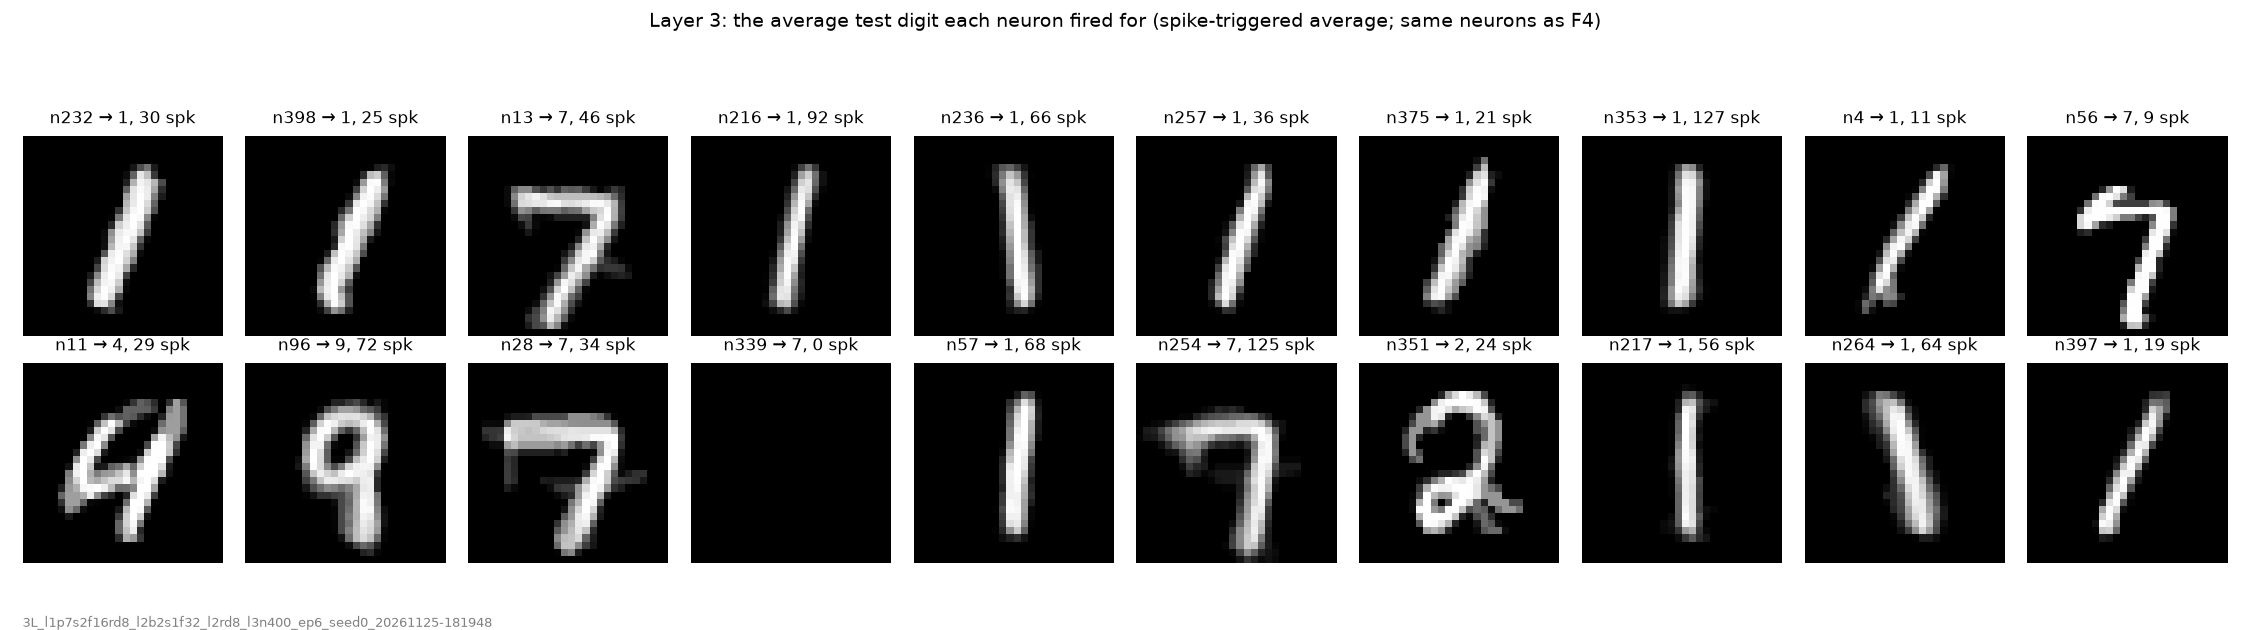 Layer 3: the average test digit each neuron fired for (spike-triggered average; same neurons as F4)
n232 → 1, 30 spk
n398 → 1, 25 spk
n13 → 7, 46 spk
n216 → 1, 92 spk
n236 → 1, 66 spk
n257 → 1, 36 spk
n375 → 1, 21 spk
n353 → 1, 127 spk
n4 → 1, 11 spk
n56 → 7, 9 spk
n11 → 4, 29 spk
n96 → 9, 72 spk
n28 → 7, 34 spk
n339 → 7, 0 spk
n57 → 1, 68 spk
n254 → 7, 125 spk
n351 → 2, 24 spk
n217 → 1, 56 spk
n264 → 1, 64 spk
n397 → 1, 19 spk
3L_l1p7s2f16rd8_l2b2s1f32_l2rd8_l3n400_ep6_seed0_20261125-181948